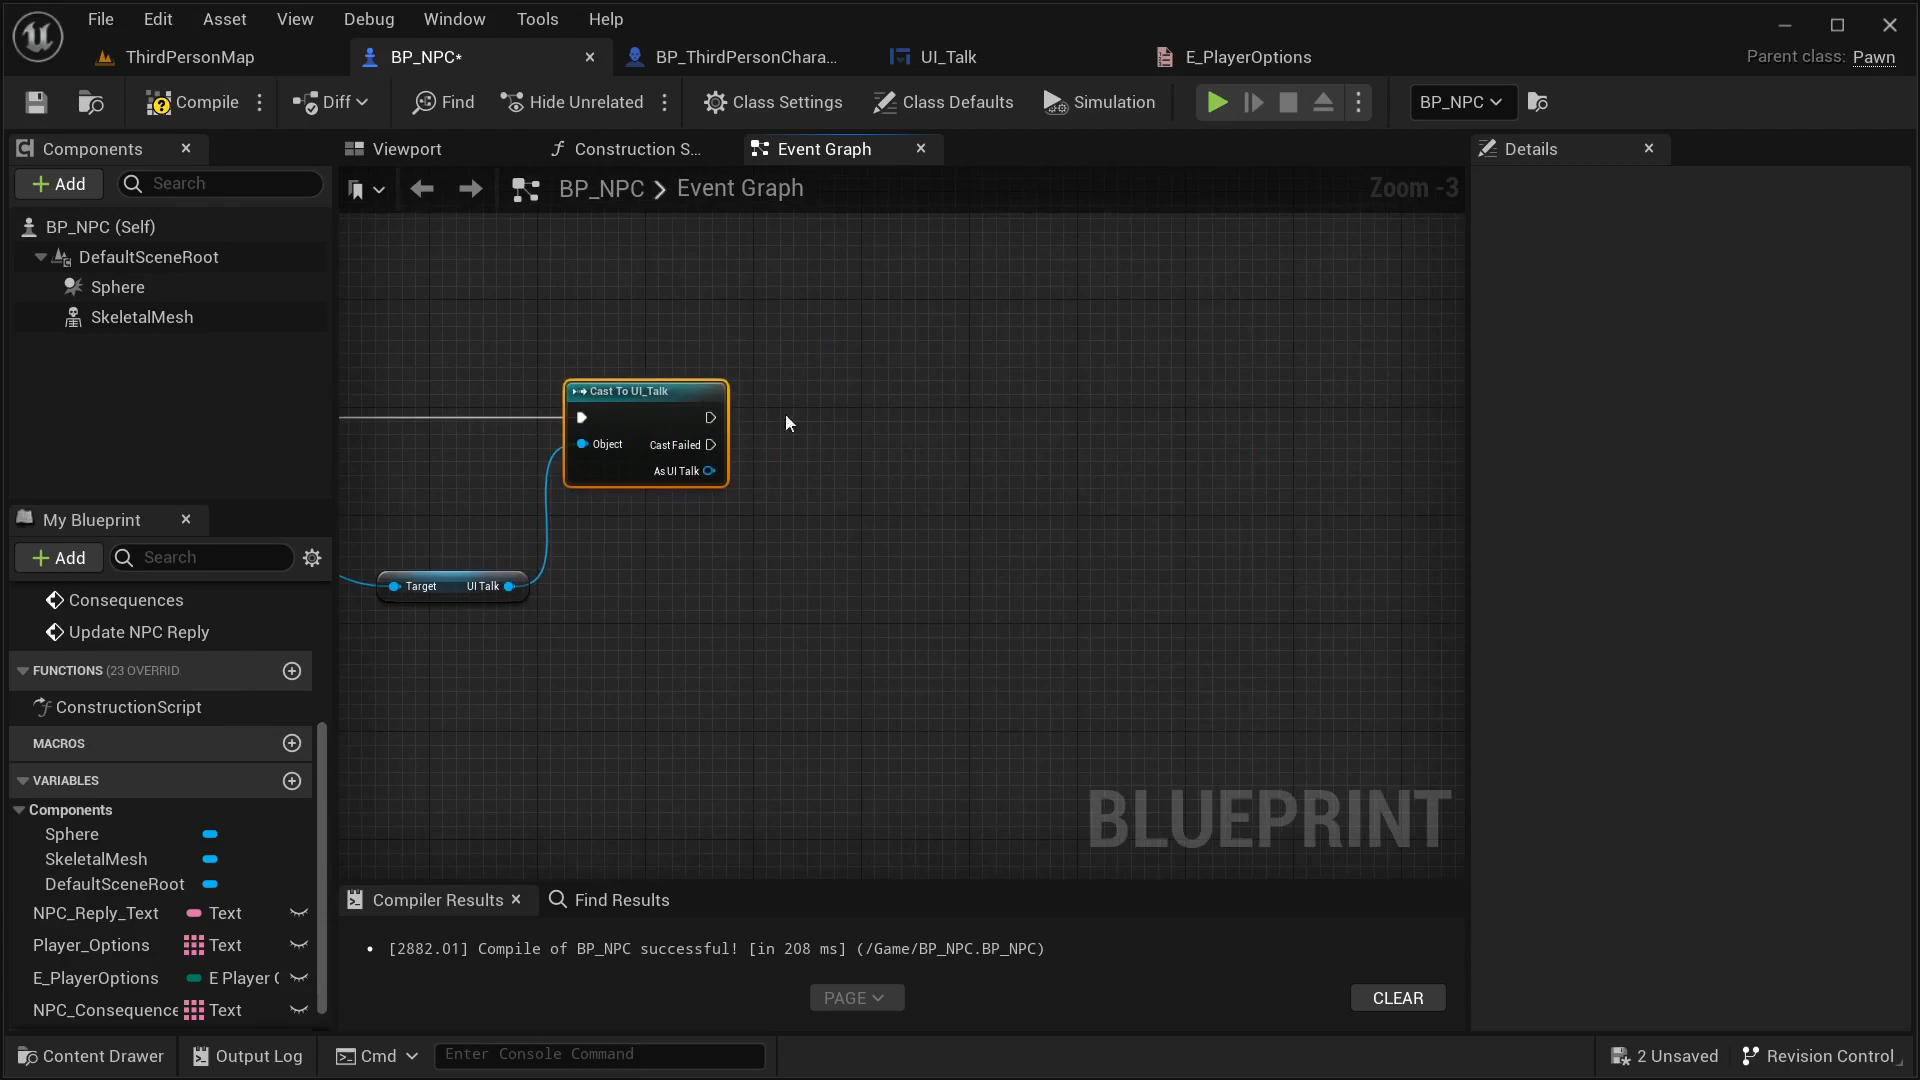 File Edit Asset View Debug Window Tools Help
ThirdPersonMap BP_NPC* BP_ThirdPersonChara... UI_Talk E_PlayerOptions Parent class: Pawn
Compile Diff Find Hide Unrelated Class Settings Class Defaults Simulation BP_NPC
Components Viewport Construction S... Event Graph Details
Add Search BP_NPC > Event Graph Zoom -3
BP_NPC (Self)
DefaultSceneRoot
Sphere
SkeletalMesh
Cast To UI_Talk
Object Cast Failed
As UI Talk
Target UI Talk
My Blueprint
Add Search
Consequences
Update NPC Reply
FUNCTIONS (23 OVERRID
ConstructionScript
MACROS
VARIABLES
Components
Sphere
SkeletalMesh
DefaultSceneRoot
NPC_Reply_Text Text
Player_Options Text
E_PlayerOptions E Player (
NPC_Consequence Text
BLUEPRINT
Compiler Results Find Results
• [2882.01] Compile of BP_NPC successful! [in 208 ms] (/Game/BP_NPC.BP_NPC)
PAGE CLEAR
Content Drawer Output Log Cmd Enter Console Command 2 Unsaved Revision Control